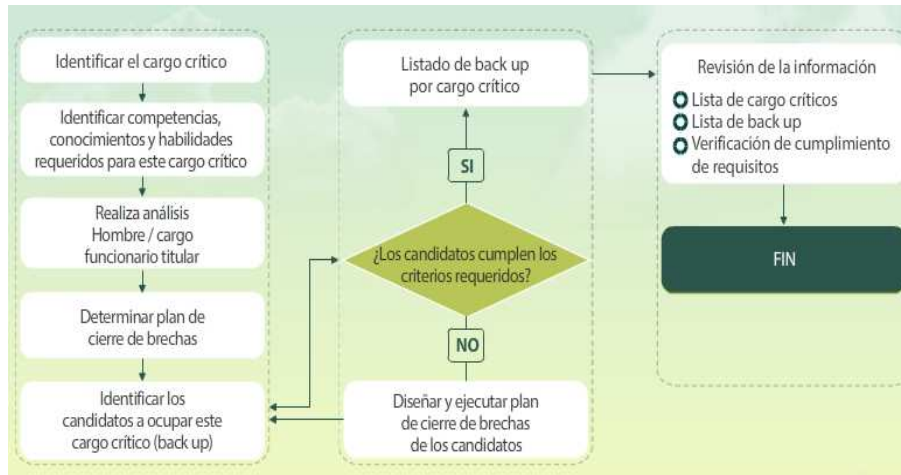 Identificar el cargo crítico
Identificar competencias,
conocimientos y habilidades
requeridos para este cargo crítico
Realiza análisis
Hombre / cargo
funcionario titular
Determinar plan de
cierre de brechas
Identificar los
candidatos a ocupar este
cargo crítico (back up)
Listado de back up
por cargo crítico
SI
¿Los candidatos cumplen los
criterios requeridos?
NO
Diseñar y ejecutar plan
de cierre de brechas
de los candidatos
Revisión de la información
Lista de cargo críticos
Lista de back up
Verificación de cumplimiento
de requisitos
FIN